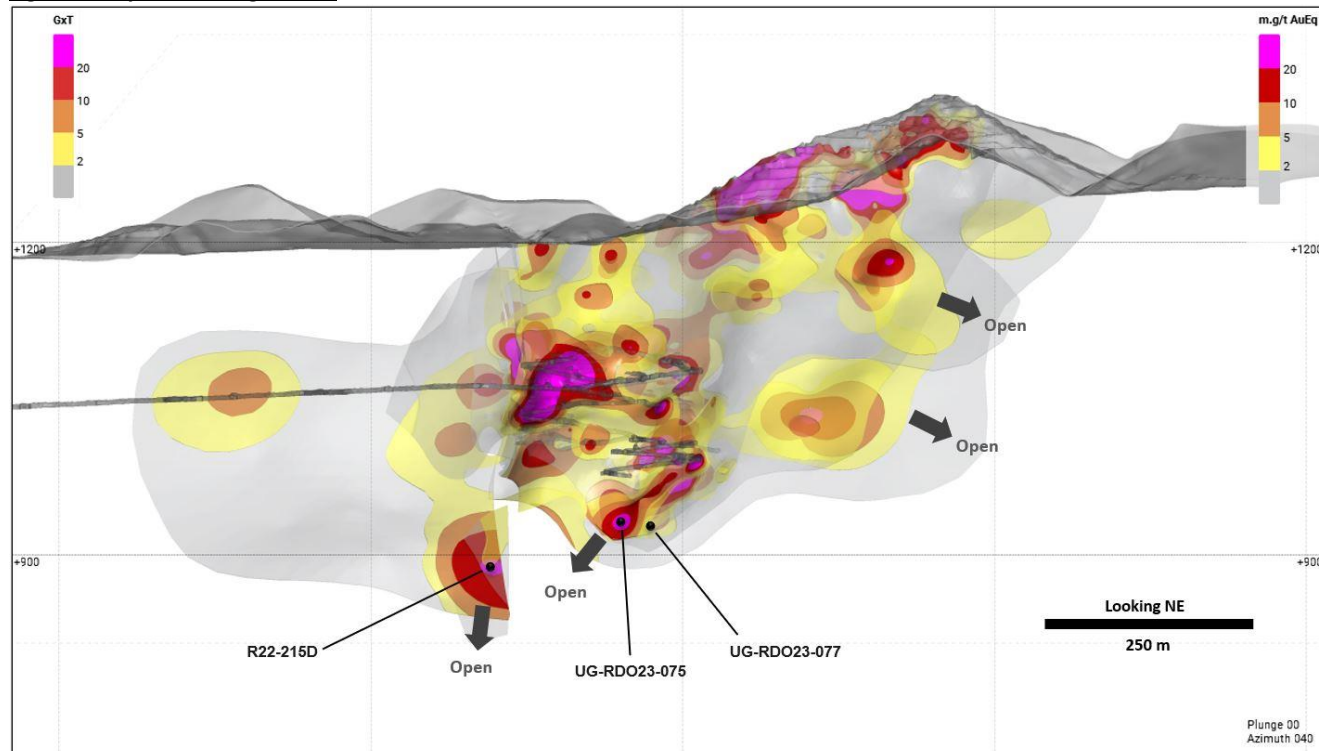 GxT
20
10
5
2
m.g/t AuEq
20
10
5
2
+1200
+1200
Open
Open
+900
+900
Open
Open
R22-215D
UG-RDO23-075
UG-RDO23-077
Looking NE
250 m
Plunge 00
Azimuth 040